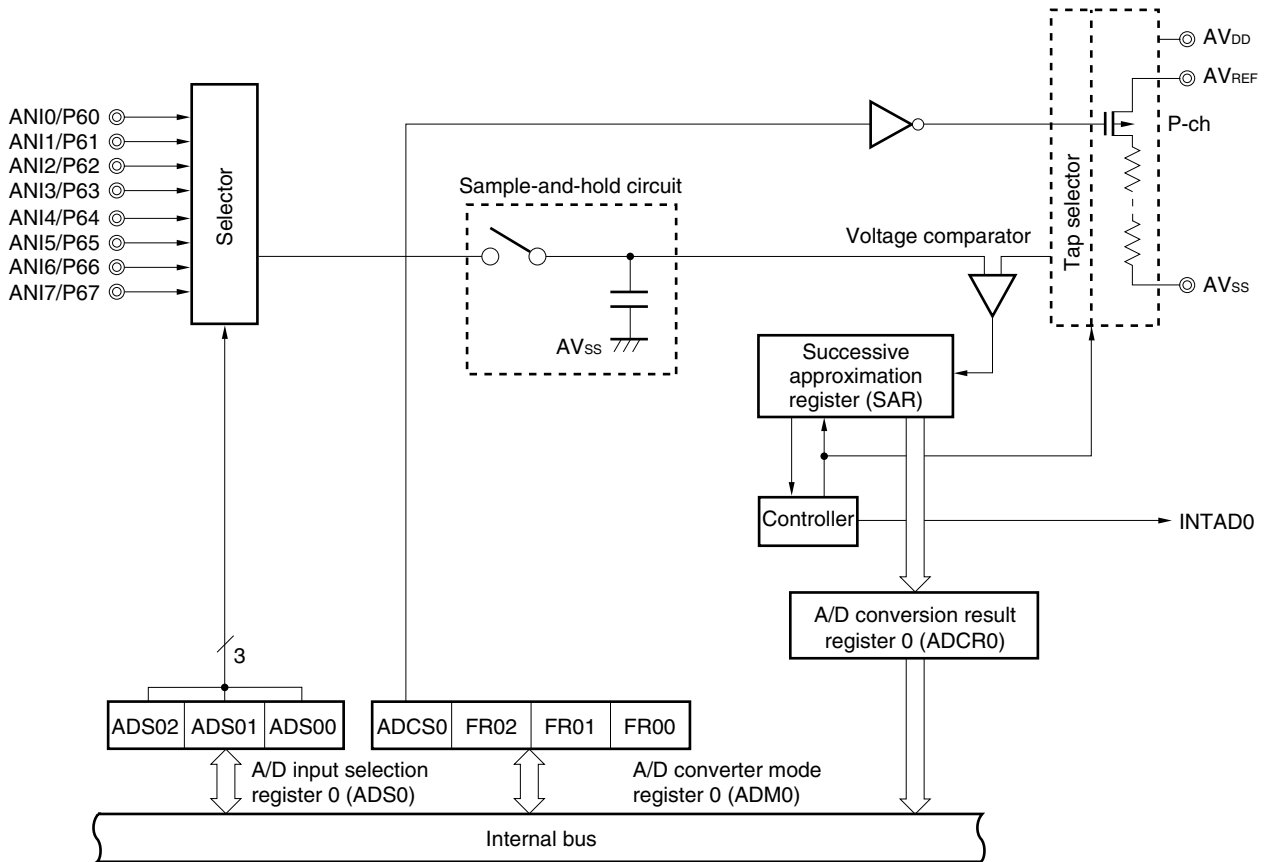 AVDD
AVREF
P-ch
ANI0/P60
ANI1/P61
ANI2/P62
ANI3/P63
ANI4/P64
ANI5/P65
ANI6/P66
ANI7/P67
Selector
Sample-and-hold circuit
AVSS
Voltage comparator
Tap selector
AVSS
Successive
approximation
register (SAR)
Controller
INTAD0
A/D conversion result
register 0 (ADCR0)
3
ADS02 ADS01 ADS00
ADCS0 FR02 FR01 FR00
A/D input selection
register 0 (ADS0)
A/D converter mode
register 0 (ADM0)
Internal bus